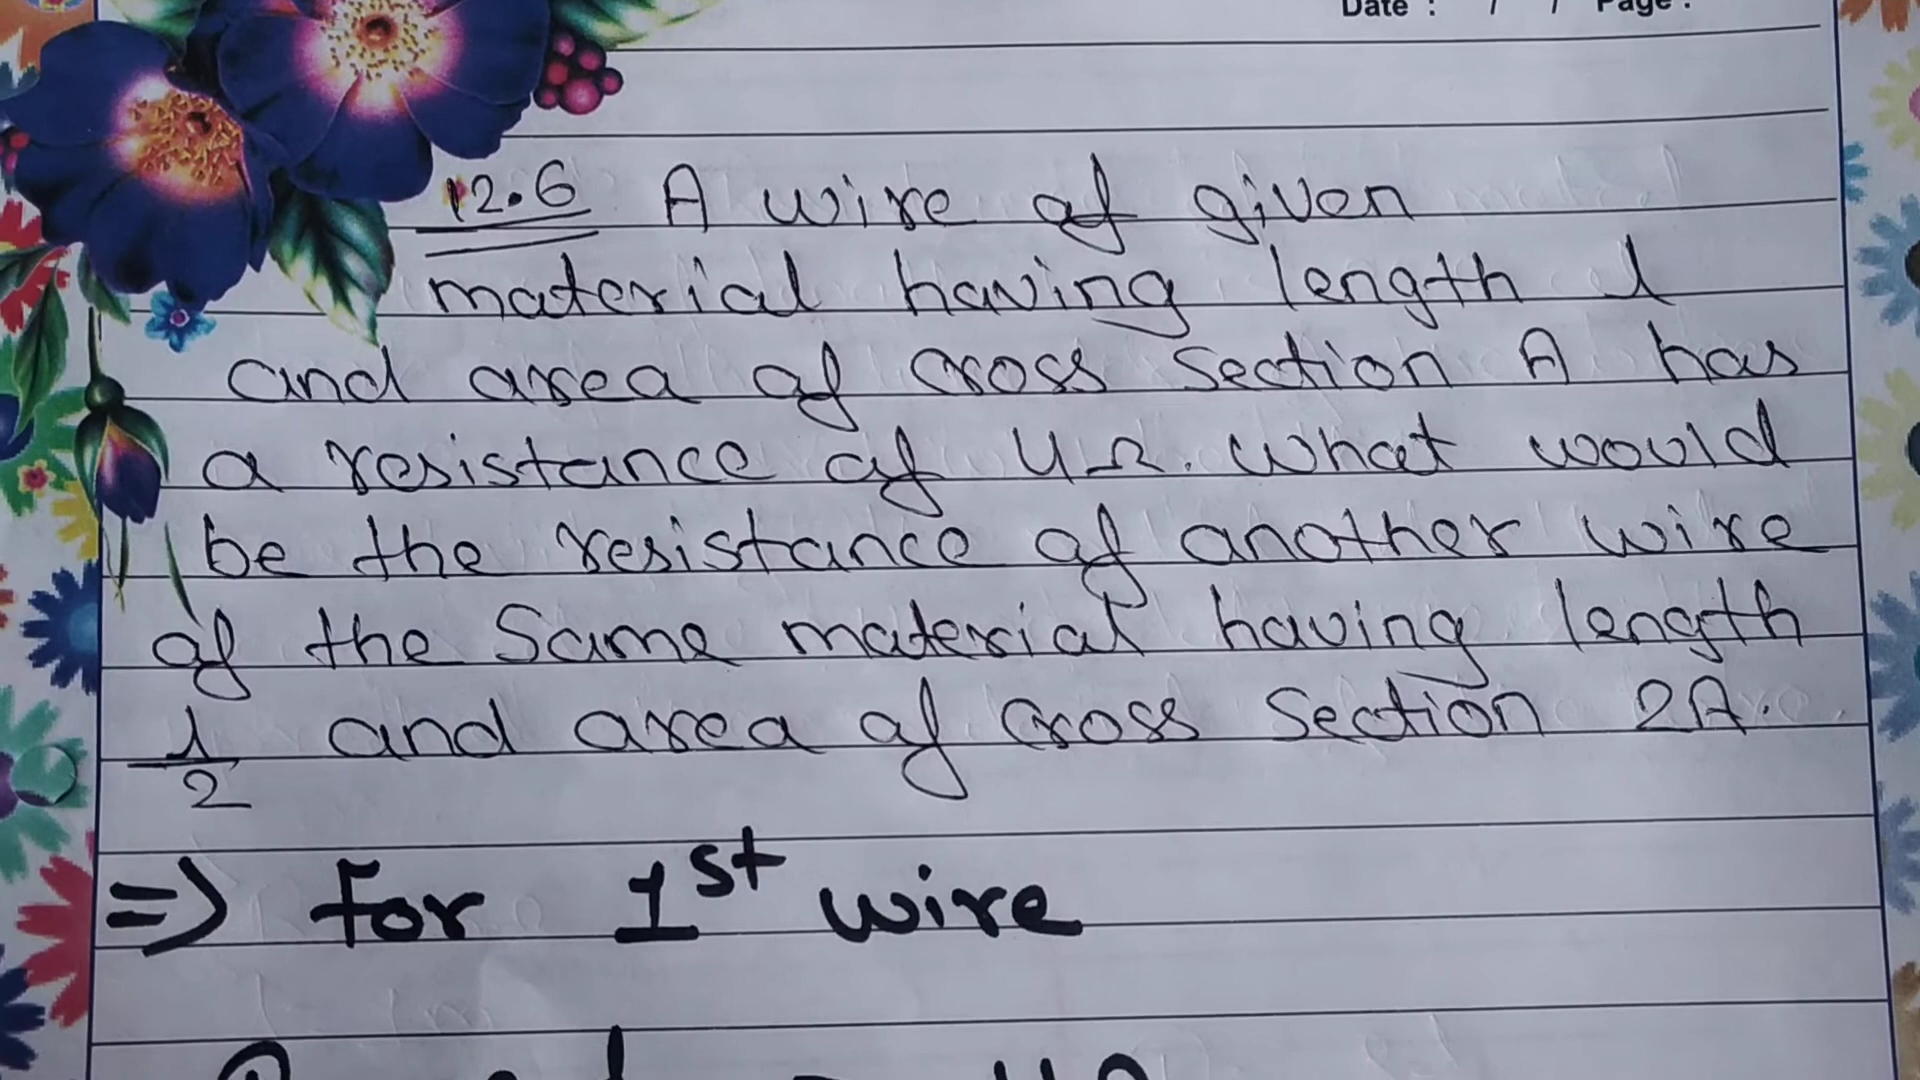 Date : / / Page :
12.6 A wire of given
material having length l
and area of cross section A has
a resistance of 4Ω. What would
be the resistance of another wire
of the same material having length
l/2 and area of cross section 2A.
=> For 1st wire